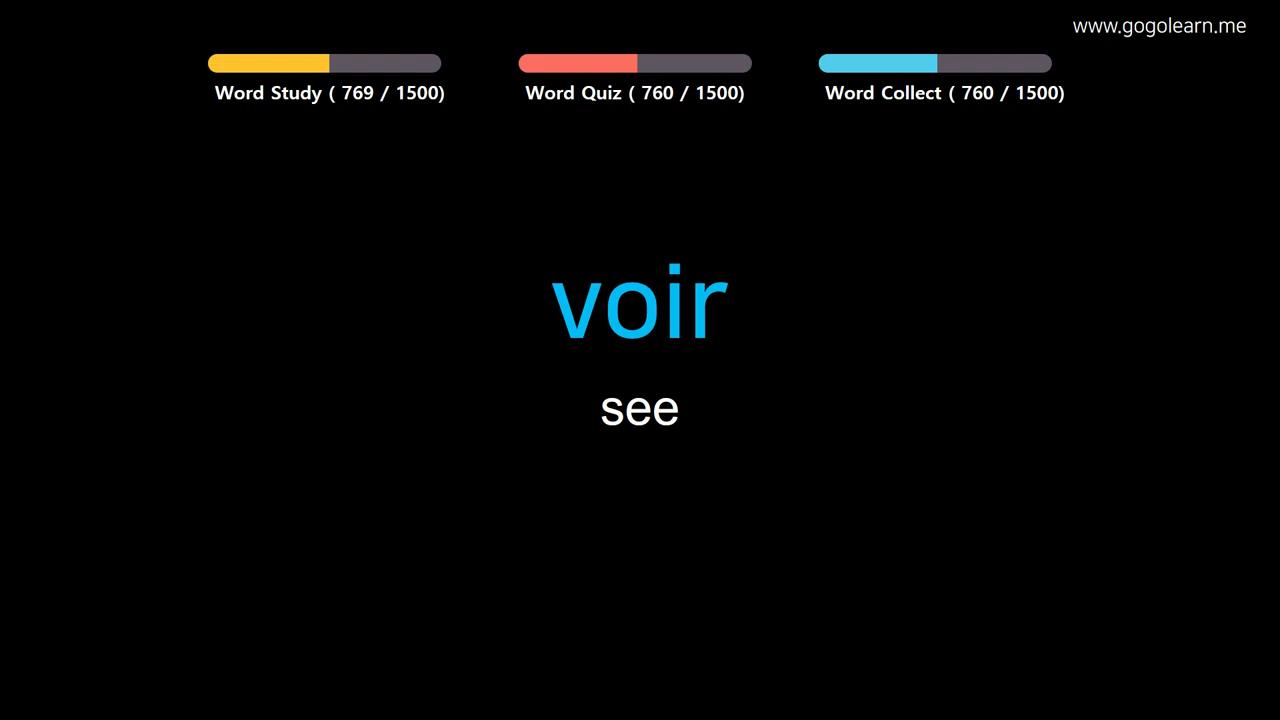 www.gogolearn.me
Word Study ( 769 / 1500)
Word Quiz ( 760 / 1500)
Word Collect ( 760 / 1500)
voir
see